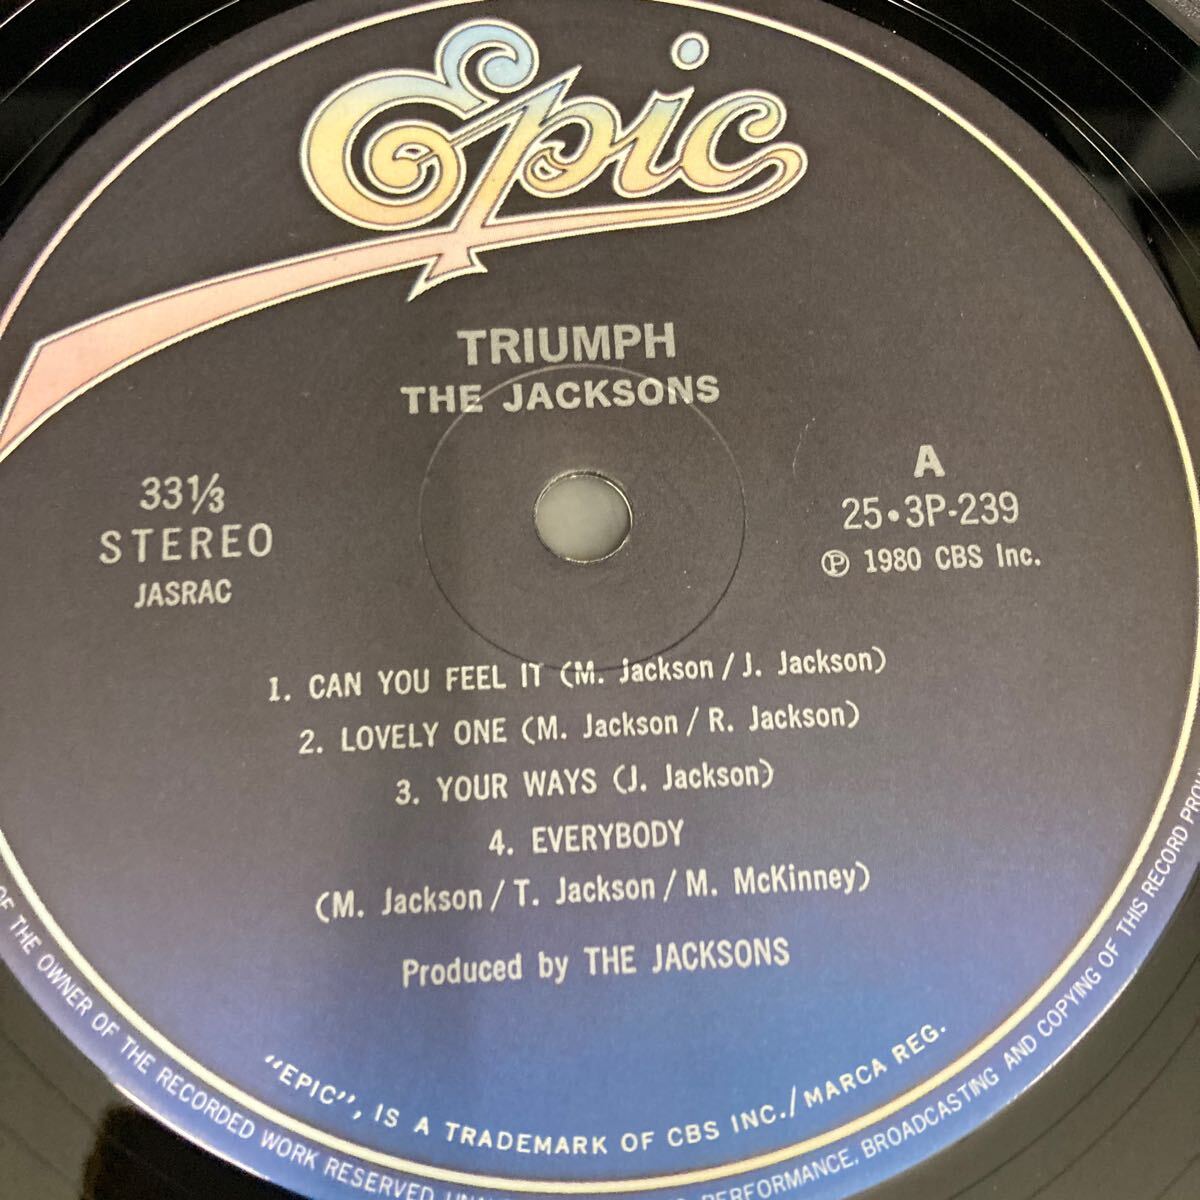 Epic
TRIUMPH
THE JACKSONS
33⅓
STEREO
JASRAC
A
25•3P-239
Ⓟ 1980 CBS Inc.
1. CAN YOU FEEL IT (M. Jackson / J. Jackson)
2. LOVELY ONE (M. Jackson / R. Jackson)
3. YOUR WAYS (J. Jackson)
4. EVERYBODY
(M. Jackson / T. Jackson / M. McKinney)
Produced by THE JACKSONS
"EPIC", IS A TRADEMARK OF CBS INC./MARCA REG.
OF THE OWNER OF THE RECORDED WORK RESERVED PERFORMANCE, BROADCASTING AND COPYING OF THIS RECORD